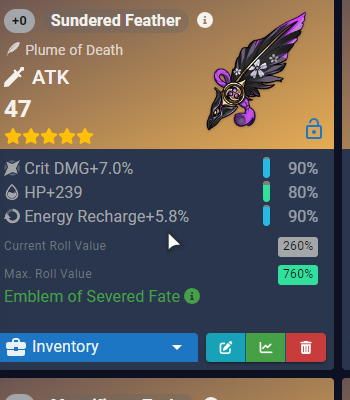 +0 Sundered Feather
Plume of Death
ATK
47
Crit DMG+7.0% 90%
HP+239 80%
Energy Recharge+5.8% 90%
Current Roll Value 260%
Max. Roll Value 760%
Emblem of Severed Fate
Inventory